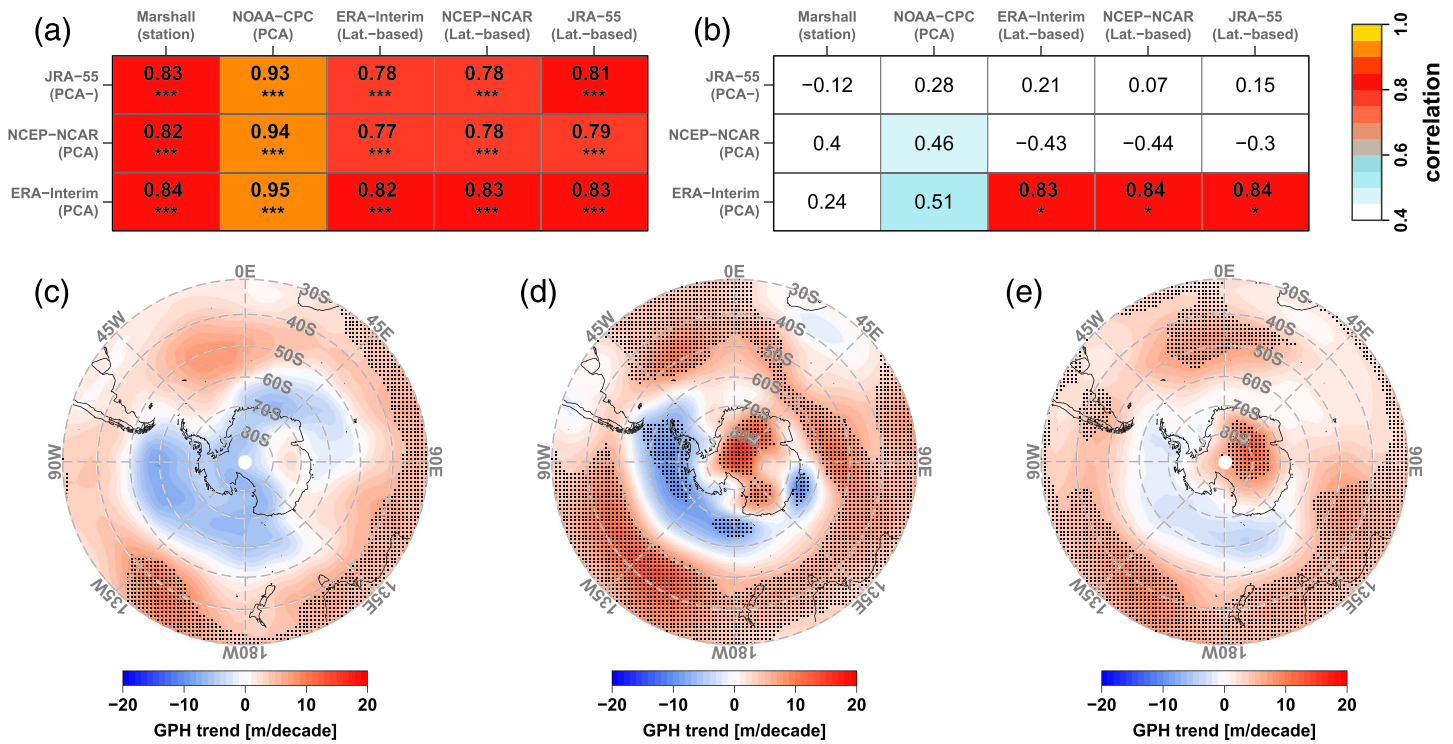 (a)
Marshall
(station)
NOAA−CPC
(PCA)
ERA−Interim
(Lat.−based)
NCEP−NCAR
(Lat.−based)
JRA−55
(Lat.−based)
JRA−55
(PCA−)
0.83 0.93 0.78 0.78 0.81
*** *** *** *** ***
NCEP−NCAR
(PCA)
0.82 0.94 0.77 0.78 0.79
*** *** *** *** ***
ERA−Interim
(PCA)
0.84 0.95 0.82 0.83 0.83
*** *** *** *** ***
(b)
Marshall
(station)
NOAA−CPC
(PCA)
ERA−Interim
(Lat.−based)
NCEP−NCAR
(Lat.−based)
JRA−55
(Lat.−based)
JRA−55
(PCA−)
−0.12 0.28 0.21 0.07 0.15
NCEP−NCAR
(PCA)
0.4 0.46 −0.43 −0.44 −0.3
ERA−Interim
(PCA)
0.24 0.51 0.83 0.84 0.84
* * *
1.0
0.8
0.6
0.4
correlation
(c)
0E
45E
90E
135E
180W
135W
90W
45W
30S
40S
50S
60S
70S
80S
−20 −10 0 10 20
GPH trend [m/decade]
(d)
0E
45E
90E
135E
180W
135W
90W
45W
30S
40S
50S
60S
70S
80S
−20 −10 0 10 20
GPH trend [m/decade]
(e)
0E
45E
90E
135E
180W
135W
90W
45W
30S
40S
50S
60S
70S
80S
−20 −10 0 10 20
GPH trend [m/decade]